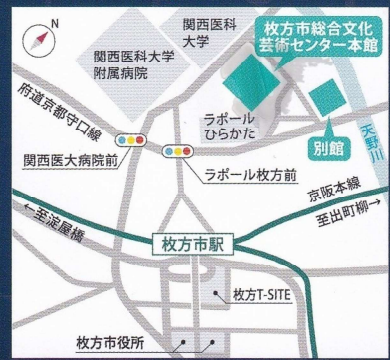 N
関西医科
大学
枚方市総合文化
芸術センター本館
関西医科大学
附属病院
府道京都守口線
ラポール
ひらかた
別館
天野川
関西医大病院前
ラポール枚方前
京阪本線
至出町柳→
←至淀屋橋
枚方市駅
枚方T-SITE
枚方市役所